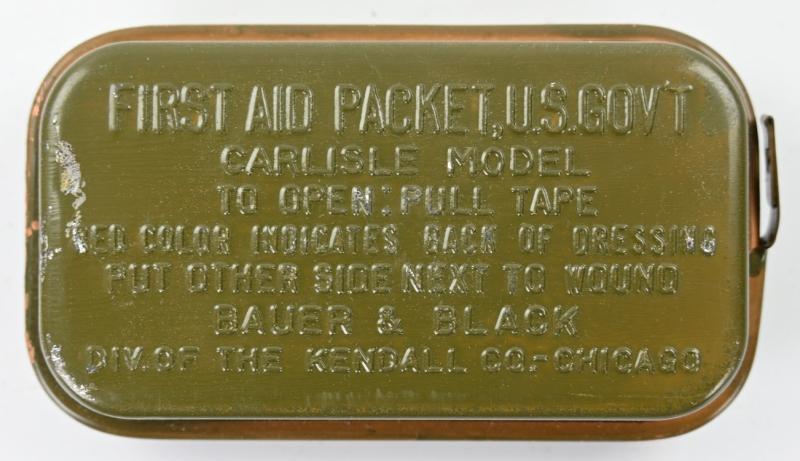 FIRST AID PACKET, U.S. GOV'T
CARLISLE MODEL
TO OPEN: PULL TAPE
RED COLOR INDICATES BACK OF DRESSING
PUT OTHER SIDE NEXT TO WOUND
BAUER & BLACK
DIV. OF THE KENDALL CO.-CHICAGO